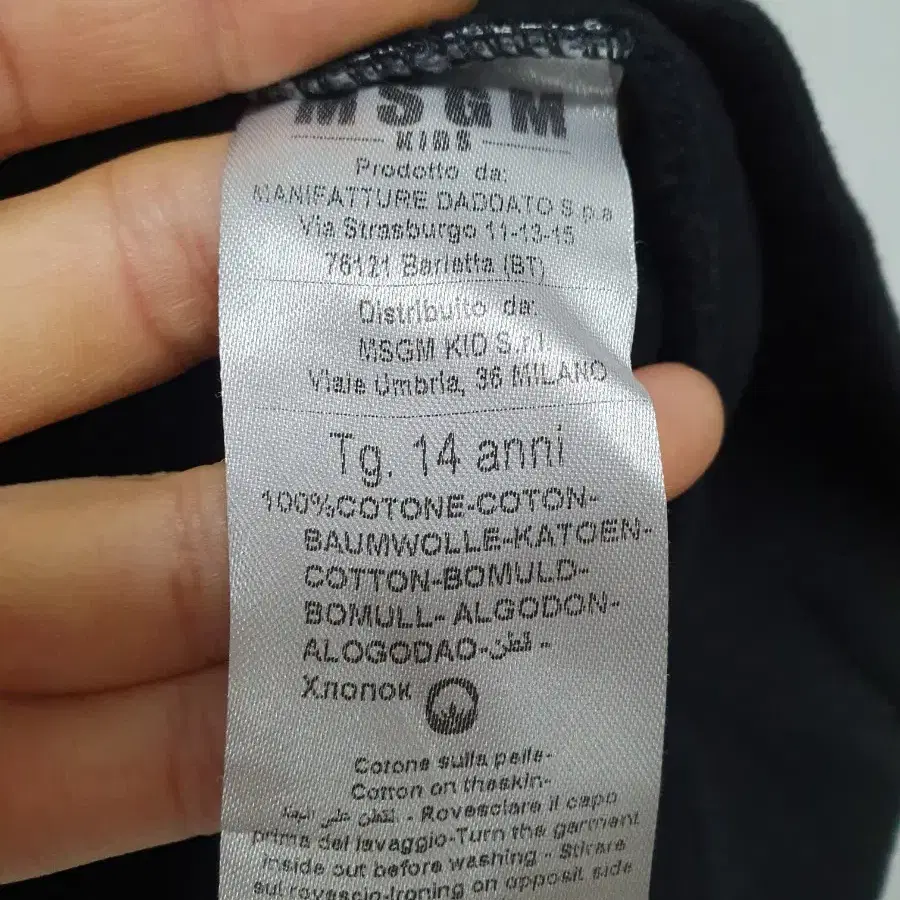 MSGM
KIDS
Prodotto da:
MANIFATTURE DADDATO S.p.a
Via Strasburgo 11-13-15
76121 Barletta (BT)
Distribuito da:
MSGM KID S.r.l.
Viale Umbria, 36 MILANO
Tg. 14 anni
100%COTONE-COTON-
BAUMWOLLE-KATOEN-
COTTON-BOMULD-
BOMULL- ALGODON-
ALOGODAO-قطن -
Хлопок
Cotone sulla pelle-
Cotton on theskin-
القطن على الجلد - Rovesciare il capo
prima del lavaggio-Turn the garment
inside out before washing - Stirare
sul rovescio-Ironing on opposit side